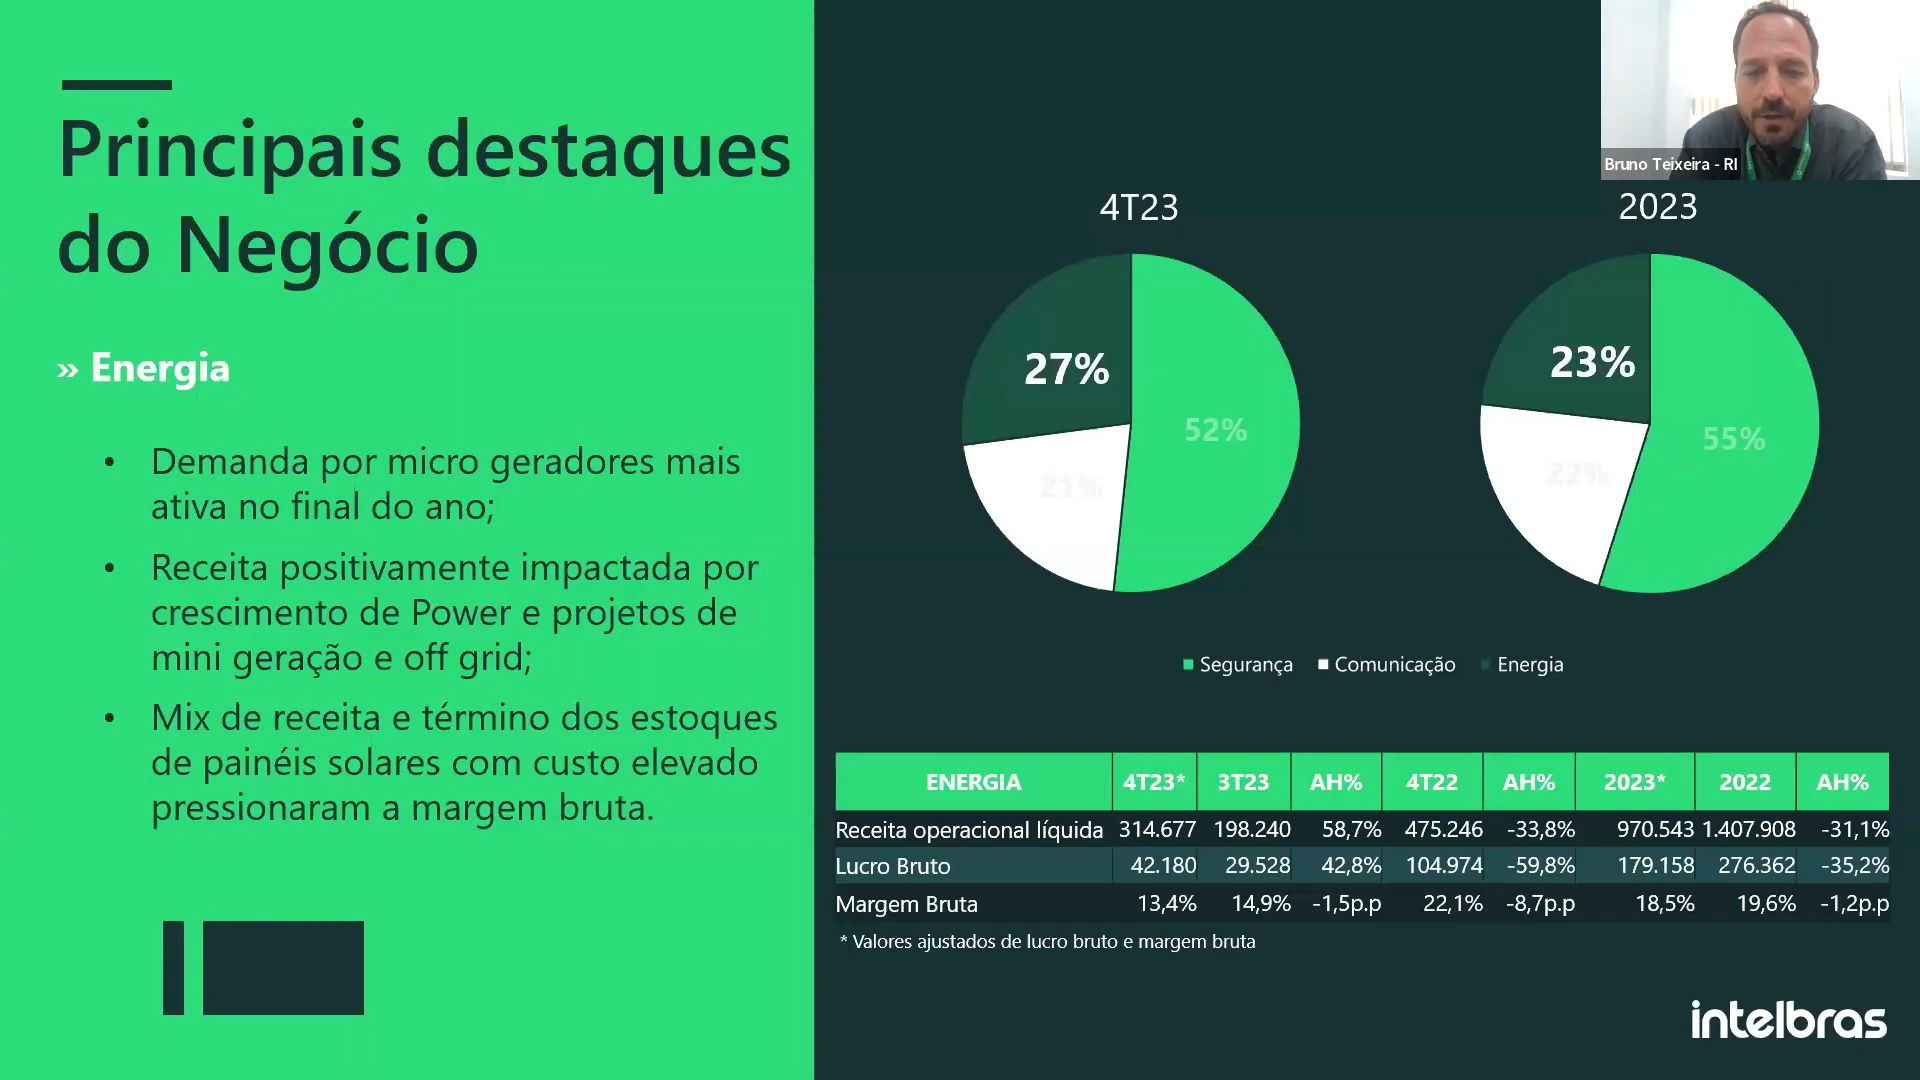 Principais destaques
do Negócio
» Energia
• Demanda por micro geradores mais
ativa no final do ano;
• Receita positivamente impactada por
crescimento de Power e projetos de
mini geração e off grid;
• Mix de receita e término dos estoques
de painéis solares com custo elevado
pressionaram a margem bruta.
Bruno Teixeira - RI
4T23
27%
52%
21%
2023
23%
55%
22%
Segurança Comunicação Energia
ENERGIA 4T23* 3T23 AH% 4T22 AH% 2023* 2022 AH%
Receita operacional líquida 314.677 198.240 58,7% 475.246 -33,8% 970.543 1.407.908 -31,1%
Lucro Bruto 42.180 29.528 42,8% 104.974 -59,8% 179.158 276.362 -35,2%
Margem Bruta 13,4% 14,9% -1,5p.p 22,1% -8,7p.p 18,5% 19,6% -1,2p.p
* Valores ajustados de lucro bruto e margem bruta
intelbras